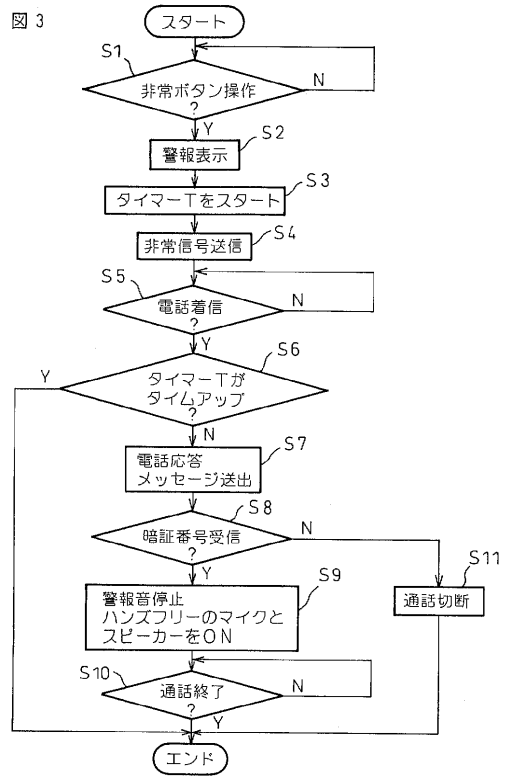 図3
スタート
S1
非常ボタン操作
?
N
Y
S2
警報表示
S3
タイマーTをスタート
S4
非常信号送信
S5
電話着信
?
N
Y
S6
タイマーTが
タイムアップ
?
Y
N
S7
電話応答
メッセージ送出
S8
暗証番号受信
?
N
Y
S9
警報音停止
ハンズフリーのマイクと
スピーカーをON
S11
通話切断
S10
通話終了
?
N
Y
エンド